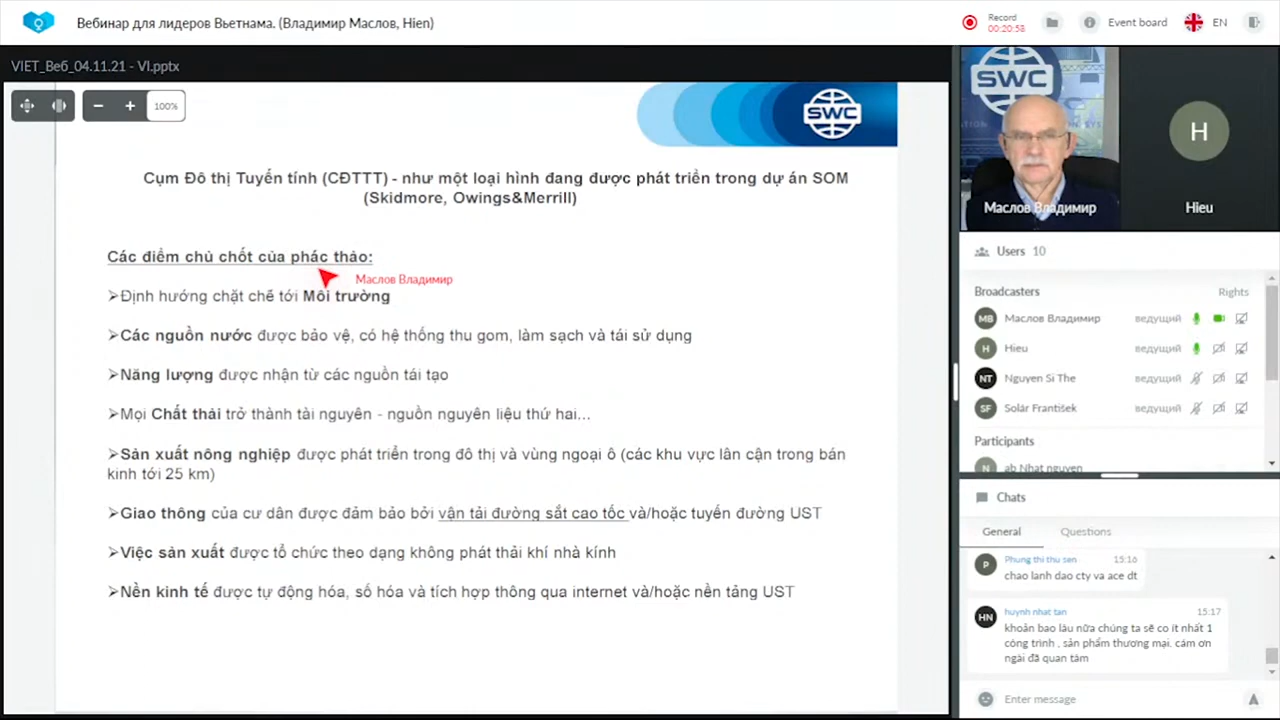 Вебинар для лидеров Вьетнама. (Владимир Маслов, Hien)
Record
00:20:58
Event board
EN
VIET_Веб_04.11.21 - VI.pptx
100%
SWC
Cụm Đô thị Tuyến tính (CĐTTT) - như một loại hình đang được phát triển trong dự án SOM
(Skidmore, Owings&Merrill)
Các điểm chủ chốt của phác thảo:
Маслов Владимир
➢Định hướng chặt chẽ tới Môi trường
➢Các nguồn nước được bảo vệ, có hệ thống thu gom, làm sạch và tái sử dụng
➢Năng lượng được nhận từ các nguồn tái tạo
➢Mọi Chất thải trở thành tài nguyên - nguồn nguyên liệu thứ hai...
➢Sản xuất nông nghiệp được phát triển trong đô thị và vùng ngoại ô (các khu vực lân cận trong bán
kinh tới 25 km)
➢Giao thông của cư dân được đảm bảo bởi vận tải đường sắt cao tốc và/hoặc tuyến đường UST
➢Việc sản xuất được tổ chức theo dạng không phát thải khí nhà kính
➢Nền kinh tế được tự động hóa, số hóa và tích hợp thông qua internet và/hoặc nền tảng UST
SWC
Маслов Владимир
H
Hieu
Users 10
Broadcasters Rights
МВ Маслов Владимир ведущий
H Hieu ведущий
NT Nguyen Si The ведущий
SF Solár František ведущий
Participants
N ab Nhat nguyen
Chats
General Questions
P Phung thi thu sen 15:16
chao lanh dao cty va ace dt
HN huynh nhat tan 15:17
khoản bao lâu nữa chúng ta sẽ co ít nhất 1
công trình , sản phẩm thương mại. cám ơn
ngài đã quan tâm
Enter message